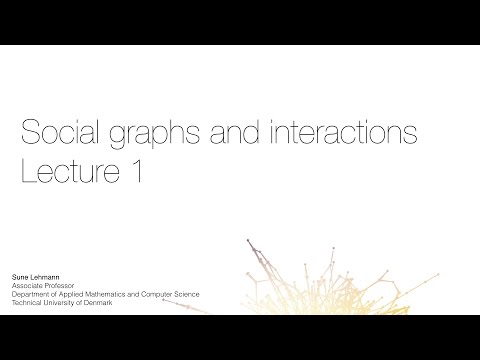 Social graphs and interactions
Lecture 1
Sune Lehmann
Associate Professor
Department of Applied Mathematics and Computer Science
Technical University of Denmark